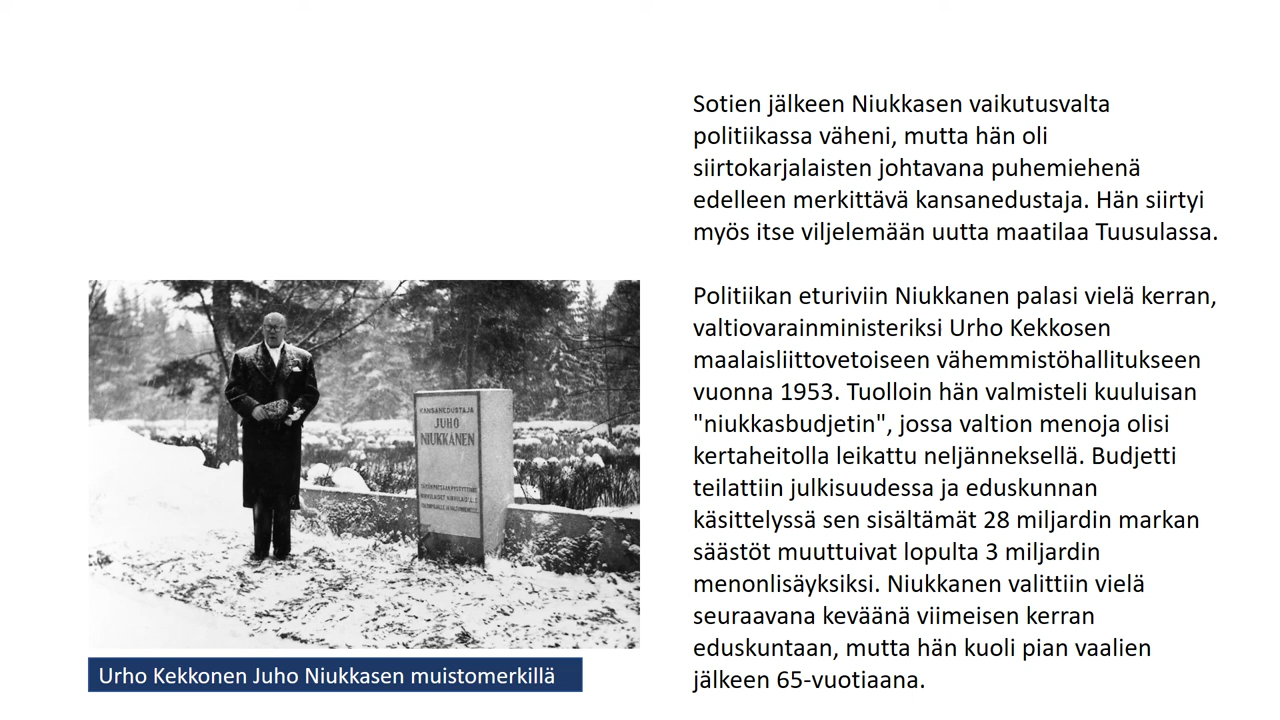 Sotien jälkeen Niukkasen vaikutusvalta
politiikassa väheni, mutta hän oli
siirtokarjalaisten johtavana puhemiehenä
edelleen merkittävä kansanedustaja. Hän siirtyi
myös itse viljelemään uutta maatilaa Tuusulassa.
Politiikan eturiviin Niukkanen palasi vielä kerran,
valtiovarainministeriksi Urho Kekkosen
maalaisliittovetoiseen vähemmistöhallitukseen
vuonna 1953. Tuolloin hän valmisteli kuuluisan
"niukkasbudjetin", jossa valtion menoja olisi
kertaheitolla leikattu neljänneksellä. Budjetti
teilattiin julkisuudessa ja eduskunnan
käsittelyssä sen sisältämät 28 miljardin markan
säästöt muuttuivat lopulta 3 miljardin
menonlisäyksiksi. Niukkanen valittiin vielä
seuraavana keväänä viimeisen kerran
eduskuntaan, mutta hän kuoli pian vaalien
jälkeen 65-vuotiaana.
KANSANEDUSTAJA
JUHO
NIUKKANEN
Urho Kekkonen Juho Niukkasen muistomerkillä